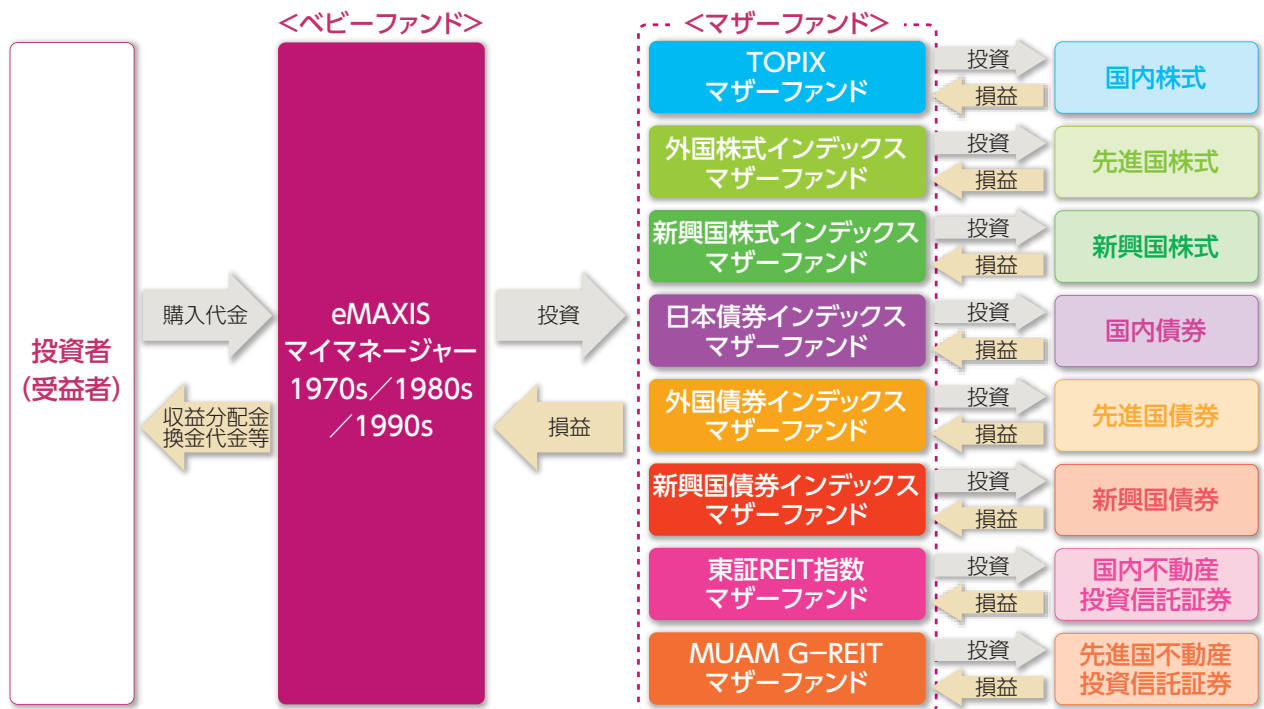 <ベビーファンド>
<マザーファンド>
投資者
(受益者)
購入代金
収益分配金
換金代金等
eMAXIS
マイマネージャー
1970s／1980s
／1990s
投資
損益
TOPIX
マザーファンド
投資
損益
国内株式
外国株式インデックス
マザーファンド
投資
損益
先進国株式
新興国株式インデックス
マザーファンド
投資
損益
新興国株式
日本債券インデックス
マザーファンド
投資
損益
国内債券
外国債券インデックス
マザーファンド
投資
損益
先進国債券
新興国債券インデックス
マザーファンド
投資
損益
新興国債券
東証REIT指数
マザーファンド
投資
損益
国内不動産
投資信託証券
MUAM G－REIT
マザーファンド
投資
損益
先進国不動産
投資信託証券